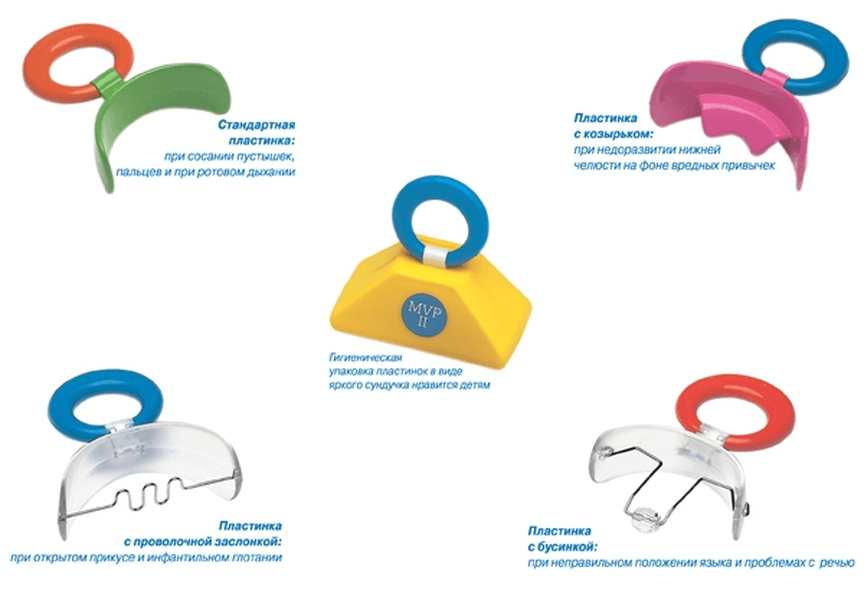 Стандартная
пластинка:
при сосании пустышек,
пальцев и при ротовом дыхании
Пластинка
с козырьком:
при недоразвитии нижней
челюсти на фоне вредных привычек
MVP
II
Гигиеническая
упаковка пластинок в виде
яркого сундучка нравится детям
Пластинка
с проволочной заслонкой:
при открытом прикусе и инфантильном глотании
Пластинка
с бусинкой:
при неправильном положении языка и проблемах с речью